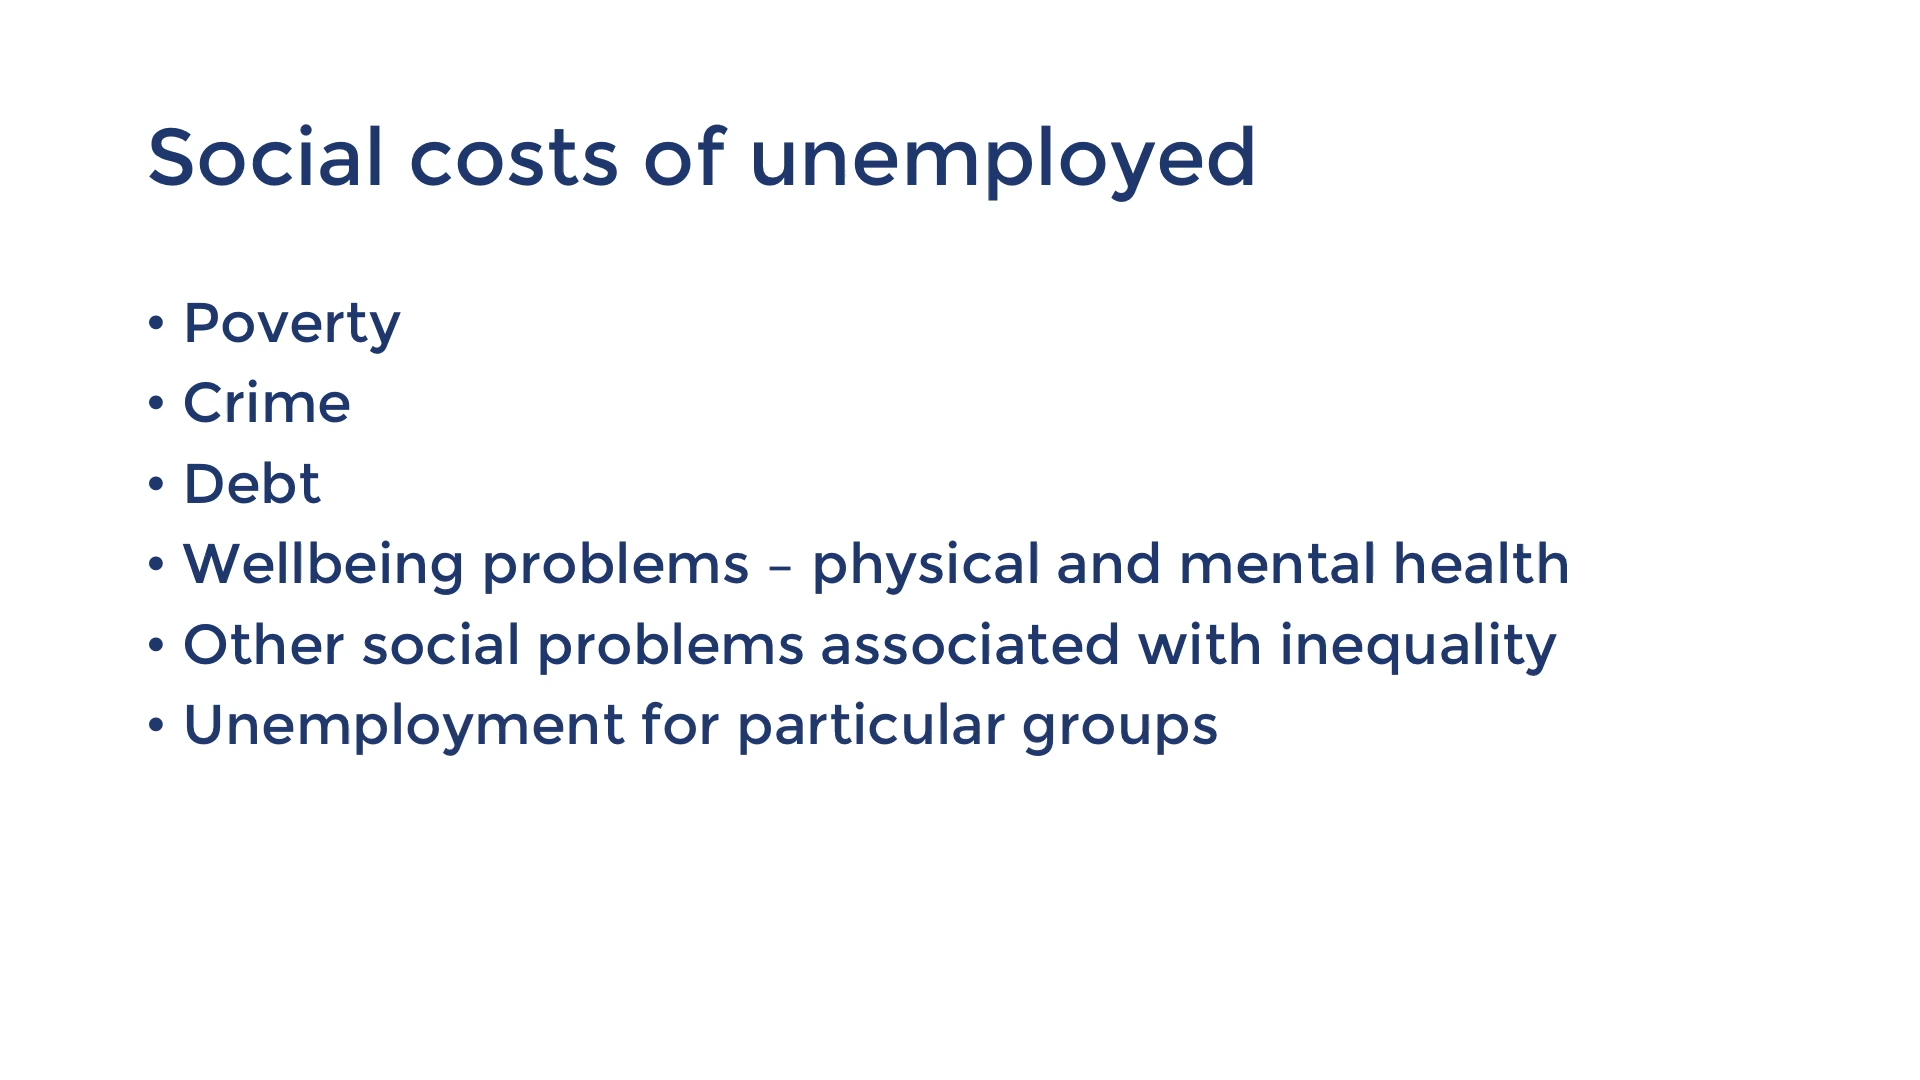 Social costs of unemployed
• Poverty
• Crime
• Debt
• Wellbeing problems – physical and mental health
• Other social problems associated with inequality
• Unemployment for particular groups